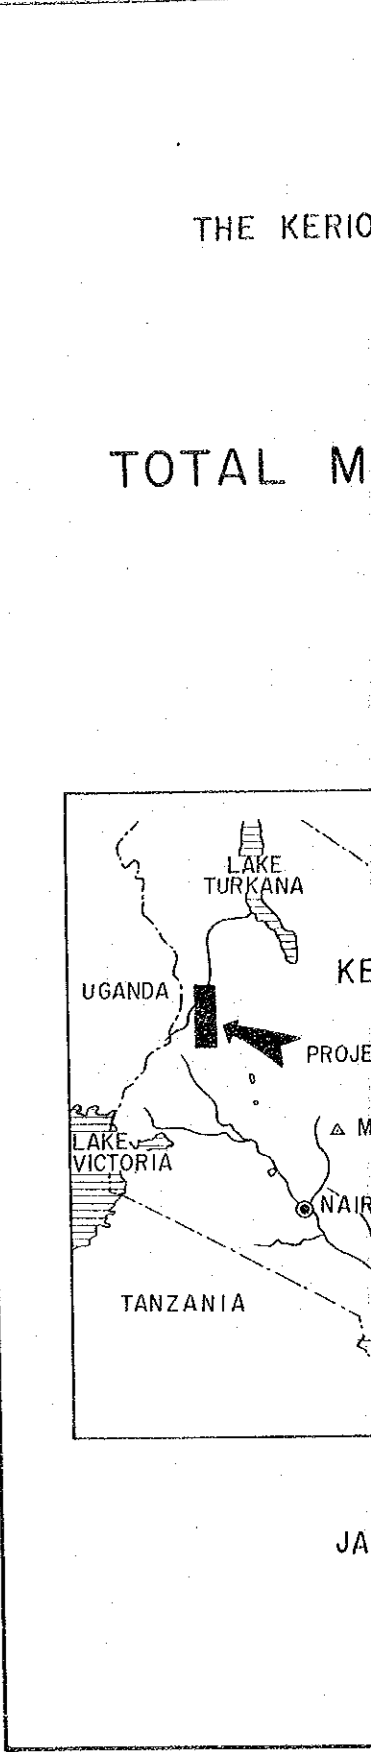 THE KERIO
TOTAL M
LAKE
TURKANA
UGANDA
KE
PROJE
M
LAKE
VICTORIA
NAIR
TANZANIA
JA